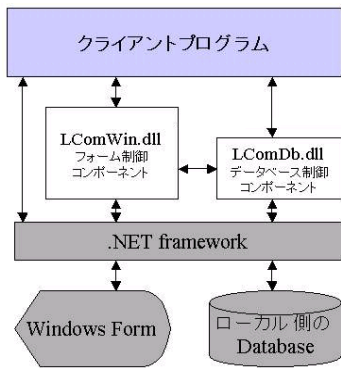 クライアントプログラム
LComWin.dll
フォーム制御
コンポーネント
LComDb.dll
データベース制御
コンポーネント
.NET framework
Windows Form
ローカル側の
Database